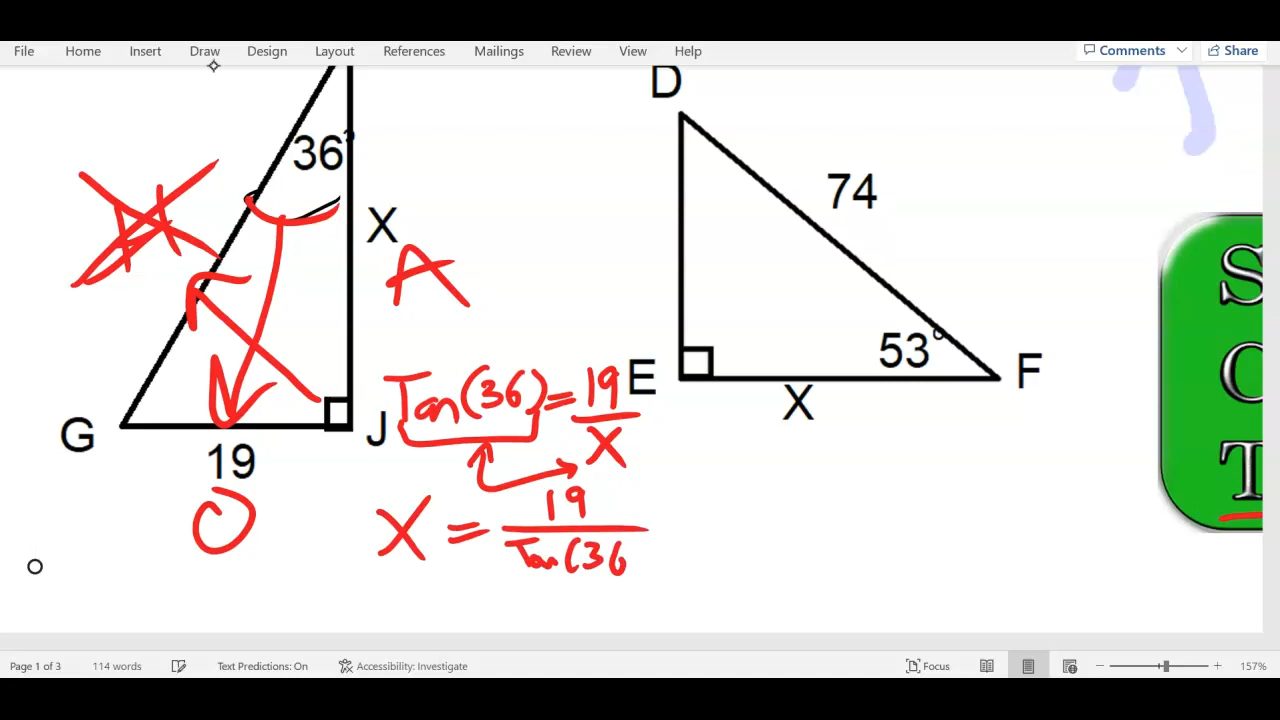 File Home Insert Draw Design Layout References Mailings Review View Help Comments Share
D
36°
74
X
A
H
53°
E
F
X
G
J
19
O
Tan(36) = 19/X
X = 19/Tan(36
S
C
T
Page 1 of 3 114 words Text Predictions: On Accessibility: Investigate Focus 157%